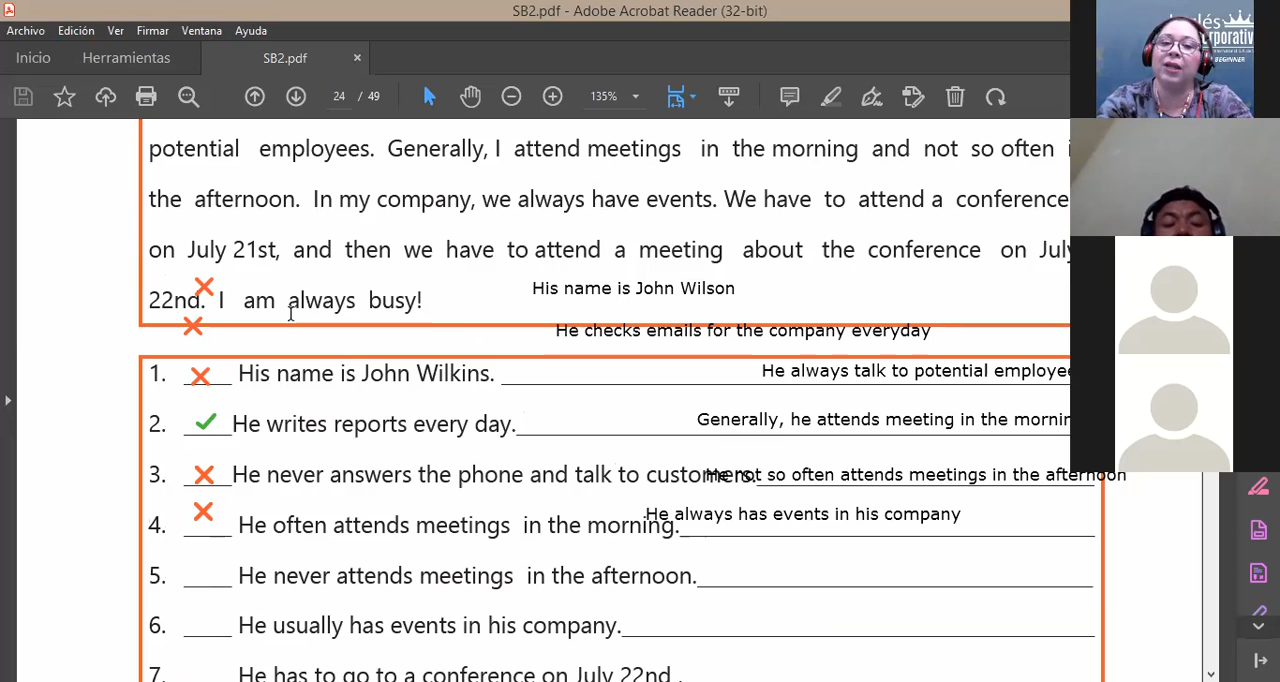 SB2.pdf - Adobe Acrobat Reader (32-bit)
Archivo Edición Ver Firmar Ventana Ayuda
Inicio Herramientas SB2.pdf ×
24 / 49 135%
potential employees. Generally, I attend meetings in the morning and not so often
the afternoon. In my company, we always have events. We have to attend a conference
on July 21st, and then we have to attend a meeting about the conference on July
22nd. I am always busy!
His name is John Wilson
He checks emails for the company everyday
1. ____ His name is John Wilkins.
He always talk to potential employee
2. ____ He writes reports every day.
Generally, he attends meeting in the mornin
3. ____ He never answers the phone and talk to customers.
He not so often attends meetings in the afternoon
He always has events in his company
4. ____ He often attends meetings in the morning.
5. ____ He never attends meetings in the afternoon.
6. ____ He usually has events in his company.
7. He has to go to a conference on July 22nd .
BEGINNER